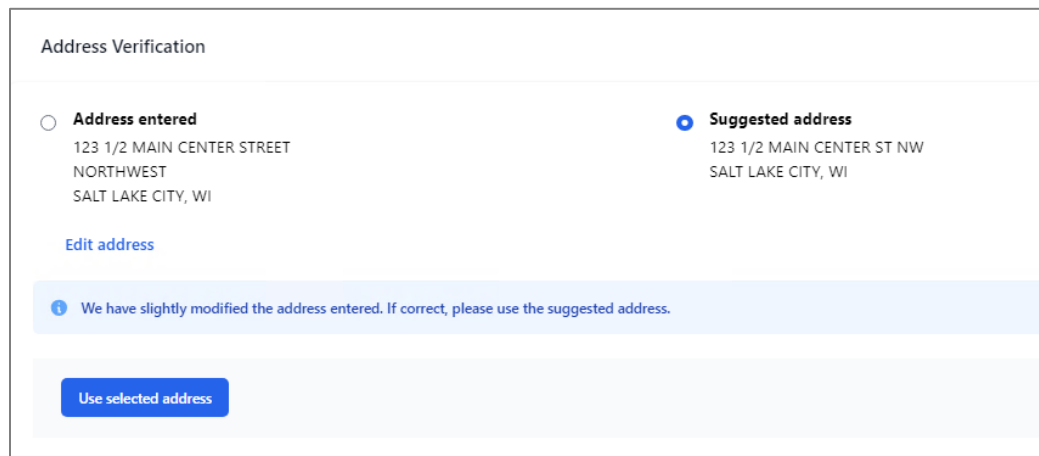 Address Verification
Address entered
123 1/2 MAIN CENTER STREET
NORTHWEST
SALT LAKE CITY, WI
Edit address
Suggested address
123 1/2 MAIN CENTER ST NW
SALT LAKE CITY, WI
We have slightly modified the address entered. If correct, please use the suggested address.
Use selected address